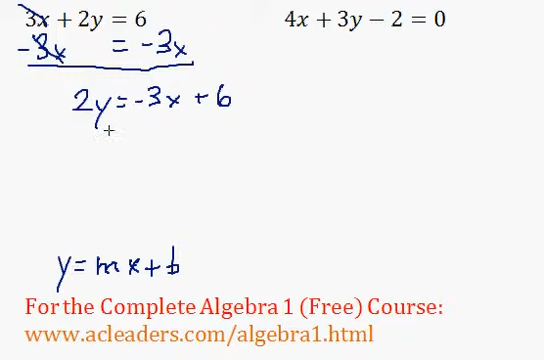 3x + 2y = 6
-3x = -3x
2y = -3x + 6
4x + 3y − 2 = 0
y = mx + b
For the Complete Algebra 1 (Free) Course:
www.acleaders.com/algebra1.html